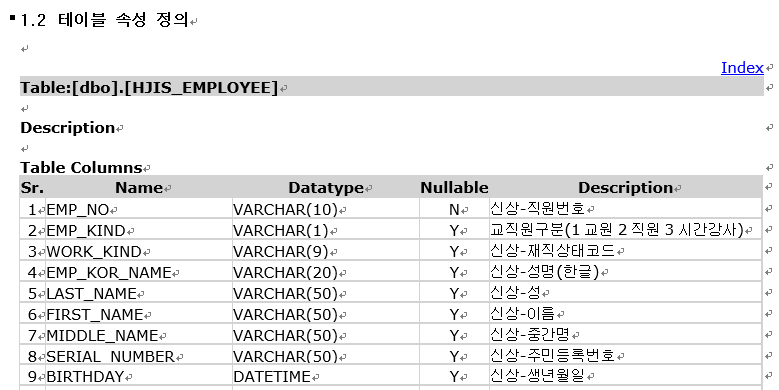 1.2 테이블 속성 정의
Index
Table:[dbo].[HJIS_EMPLOYEE]
Description
Table Columns
Sr. Name Datatype Nullable Description
1 EMP_NO VARCHAR(10) N 신상-직원번호
2 EMP_KIND VARCHAR(1) Y 교직원구분(1 교원 2 직원 3 시간강사)
3 WORK_KIND VARCHAR(9) Y 신상-재직상태코드
4 EMP_KOR_NAME VARCHAR(20) Y 신상-성명(한글)
5 LAST_NAME VARCHAR(50) Y 신상-성
6 FIRST_NAME VARCHAR(50) Y 신상-이름
7 MIDDLE_NAME VARCHAR(50) Y 신상-중간명
8 SERIAL_NUMBER VARCHAR(50) Y 신상-주민등록번호
9 BIRTHDAY DATETIME Y 신상-생년월일